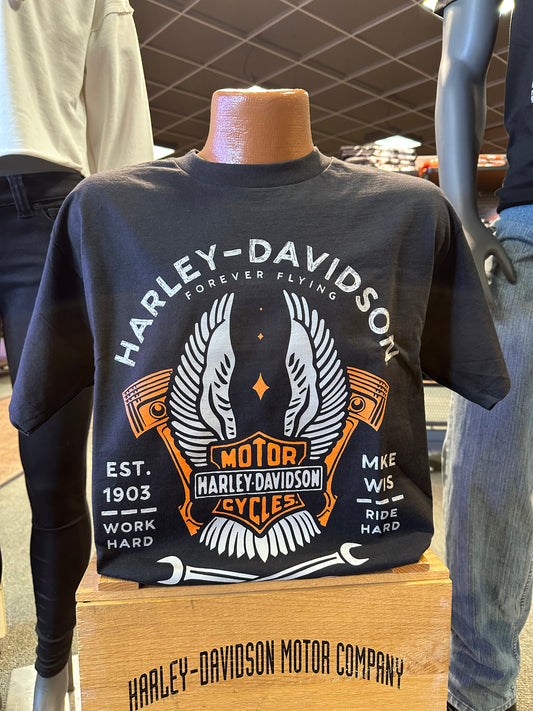 HARLEY-DAVIDSON
FOREVER FLYING
MOTOR
HARLEY-DAVIDSON
CYCLES
EST.
1903
WORK
HARD
MKE
WIS
RIDE
HARD
HARLEY-DAVIDSON MOTOR COMPANY